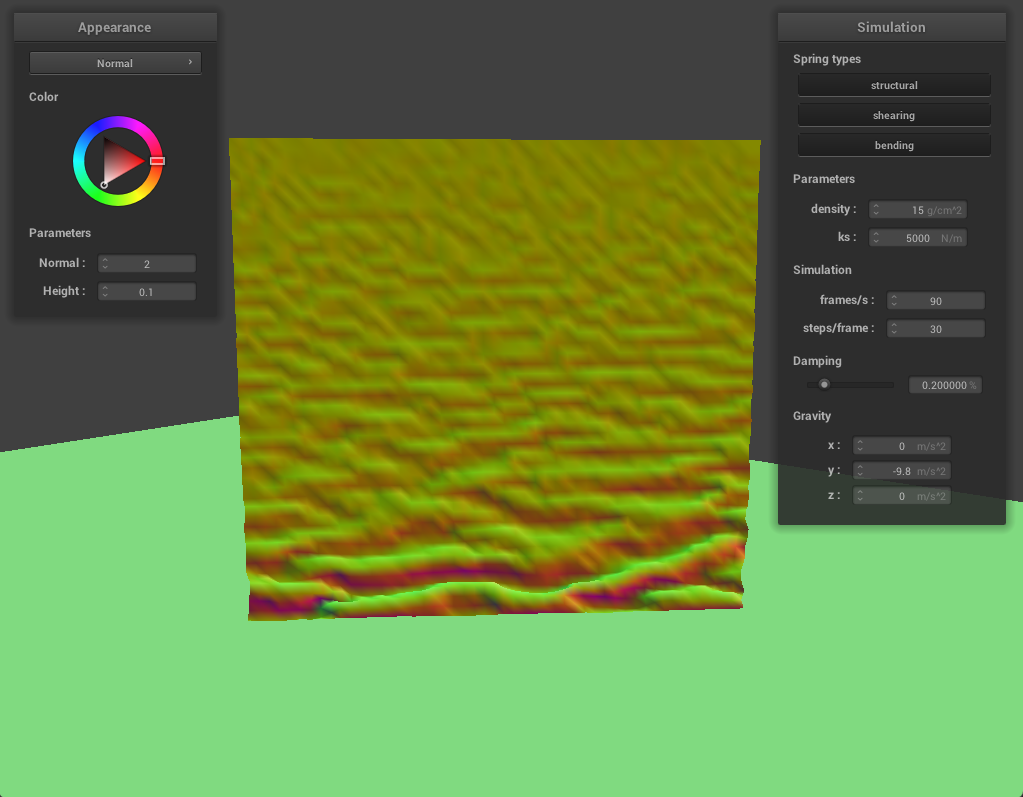 Appearance
Normal
Color
Parameters
Normal : 2
Height : 0.1
Simulation
Spring types
structural
shearing
bending
Parameters
density : 15 g/cm^2
ks : 5000 N/m
Simulation
frames/s : 90
steps/frame : 30
Damping
0.200000 %
Gravity
x : 0 m/s^2
y : -9.8 m/s^2
z : 0 m/s^2